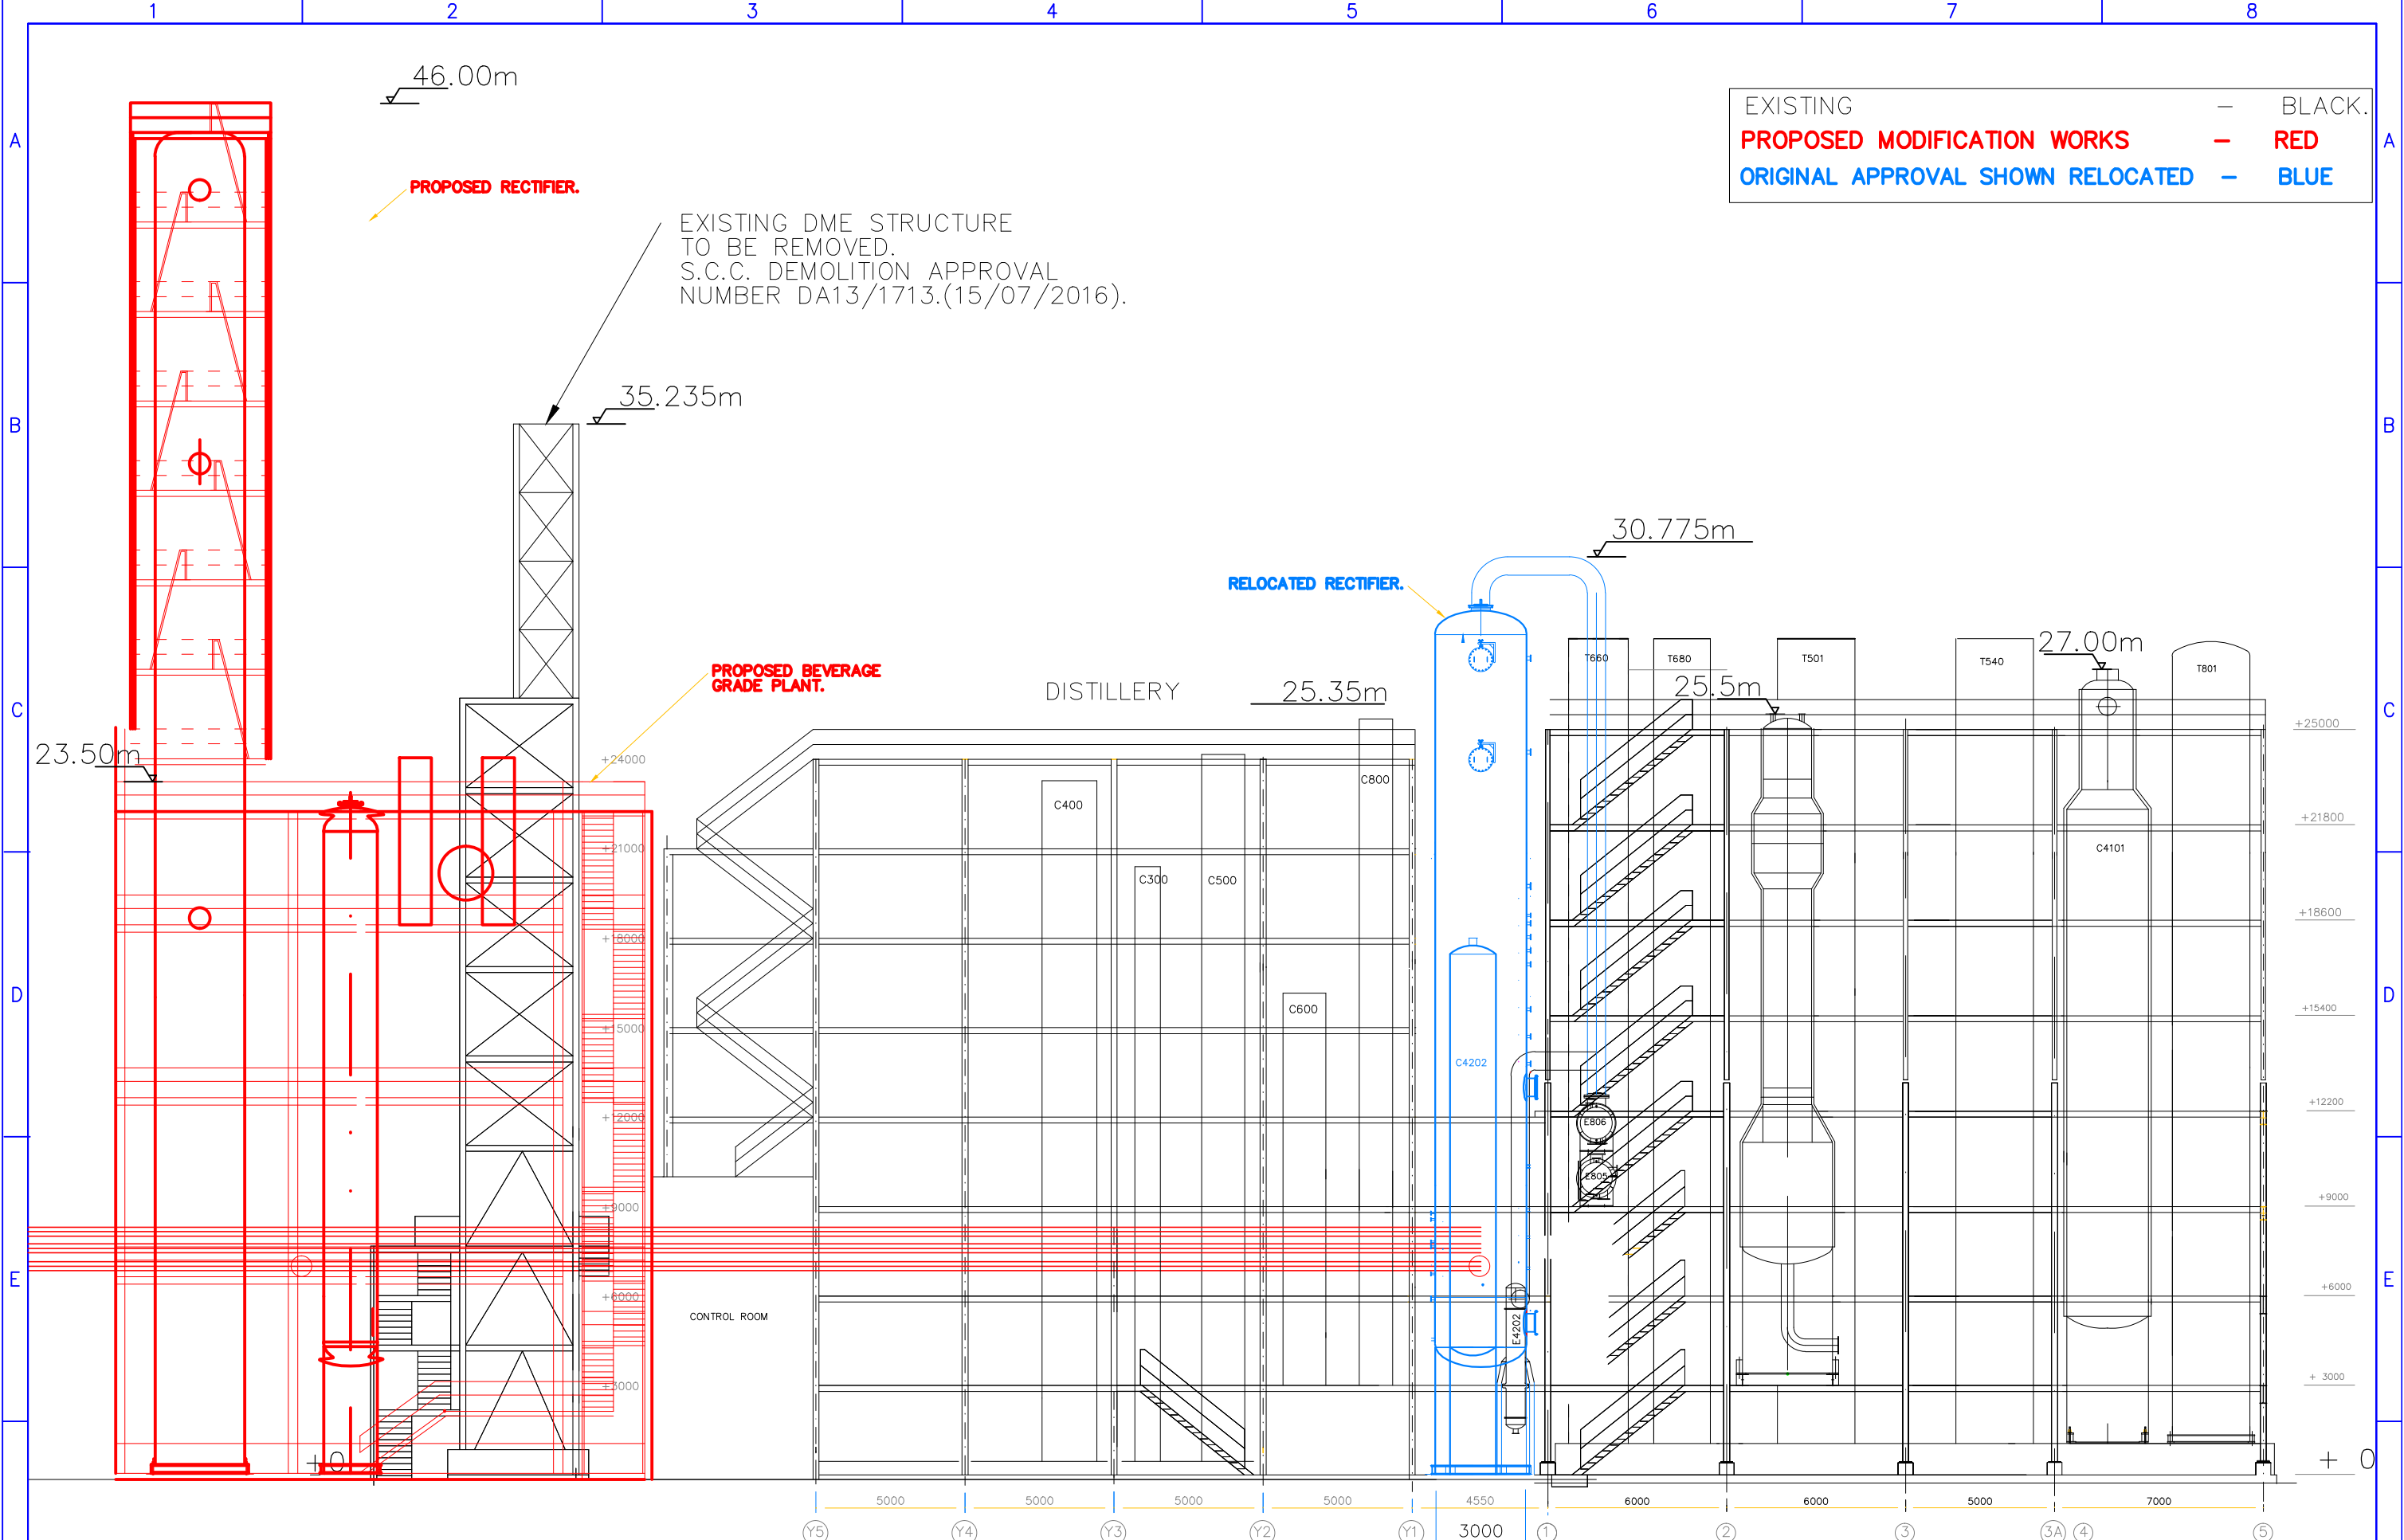 1 2 3 4 5 6 7 8
A A
B B
C C
D D
E E
46.00m
EXISTING – BLACK.
PROPOSED MODIFICATION WORKS – RED
ORIGINAL APPROVAL SHOWN RELOCATED – BLUE
PROPOSED RECTIFIER.
EXISTING DME STRUCTURE
TO BE REMOVED.
S.C.C. DEMOLITION APPROVAL
NUMBER DA13/1713.(15/07/2016).
35.235m
30.775m
RELOCATED RECTIFIER.
PROPOSED BEVERAGE
GRADE PLANT.
DISTILLERY
25.35m
27.00m
25.5m
23.50m
T660
T680
T501
T540
T801
+24000
+21000
+18000
+15000
+12000
+9000
+6000
+3000
C400
C300
C500
C600
C800
C4202
C4101
E806
E805
E4202
CONTROL ROOM
+25000
+21800
+18600
+15400
+12200
+9000
+6000
+ 3000
+ 0
+ 0
5000 5000 5000 5000 4550 6000 6000 5000 7000
3000
Y5 Y4 Y3 Y2 Y1 1 2 3 3A 4 5